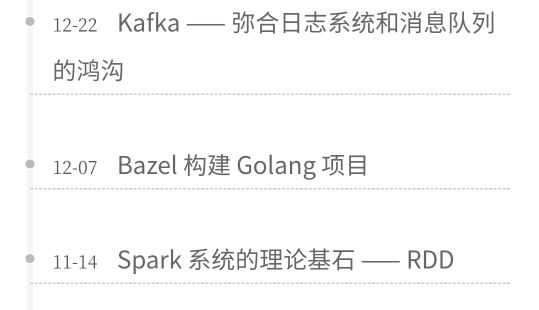 12-22 Kafka —— 弥合日志系统和消息队列
的鸿沟
12-07 Bazel 构建 Golang 项目
11-14 Spark 系统的理论基石 —— RDD